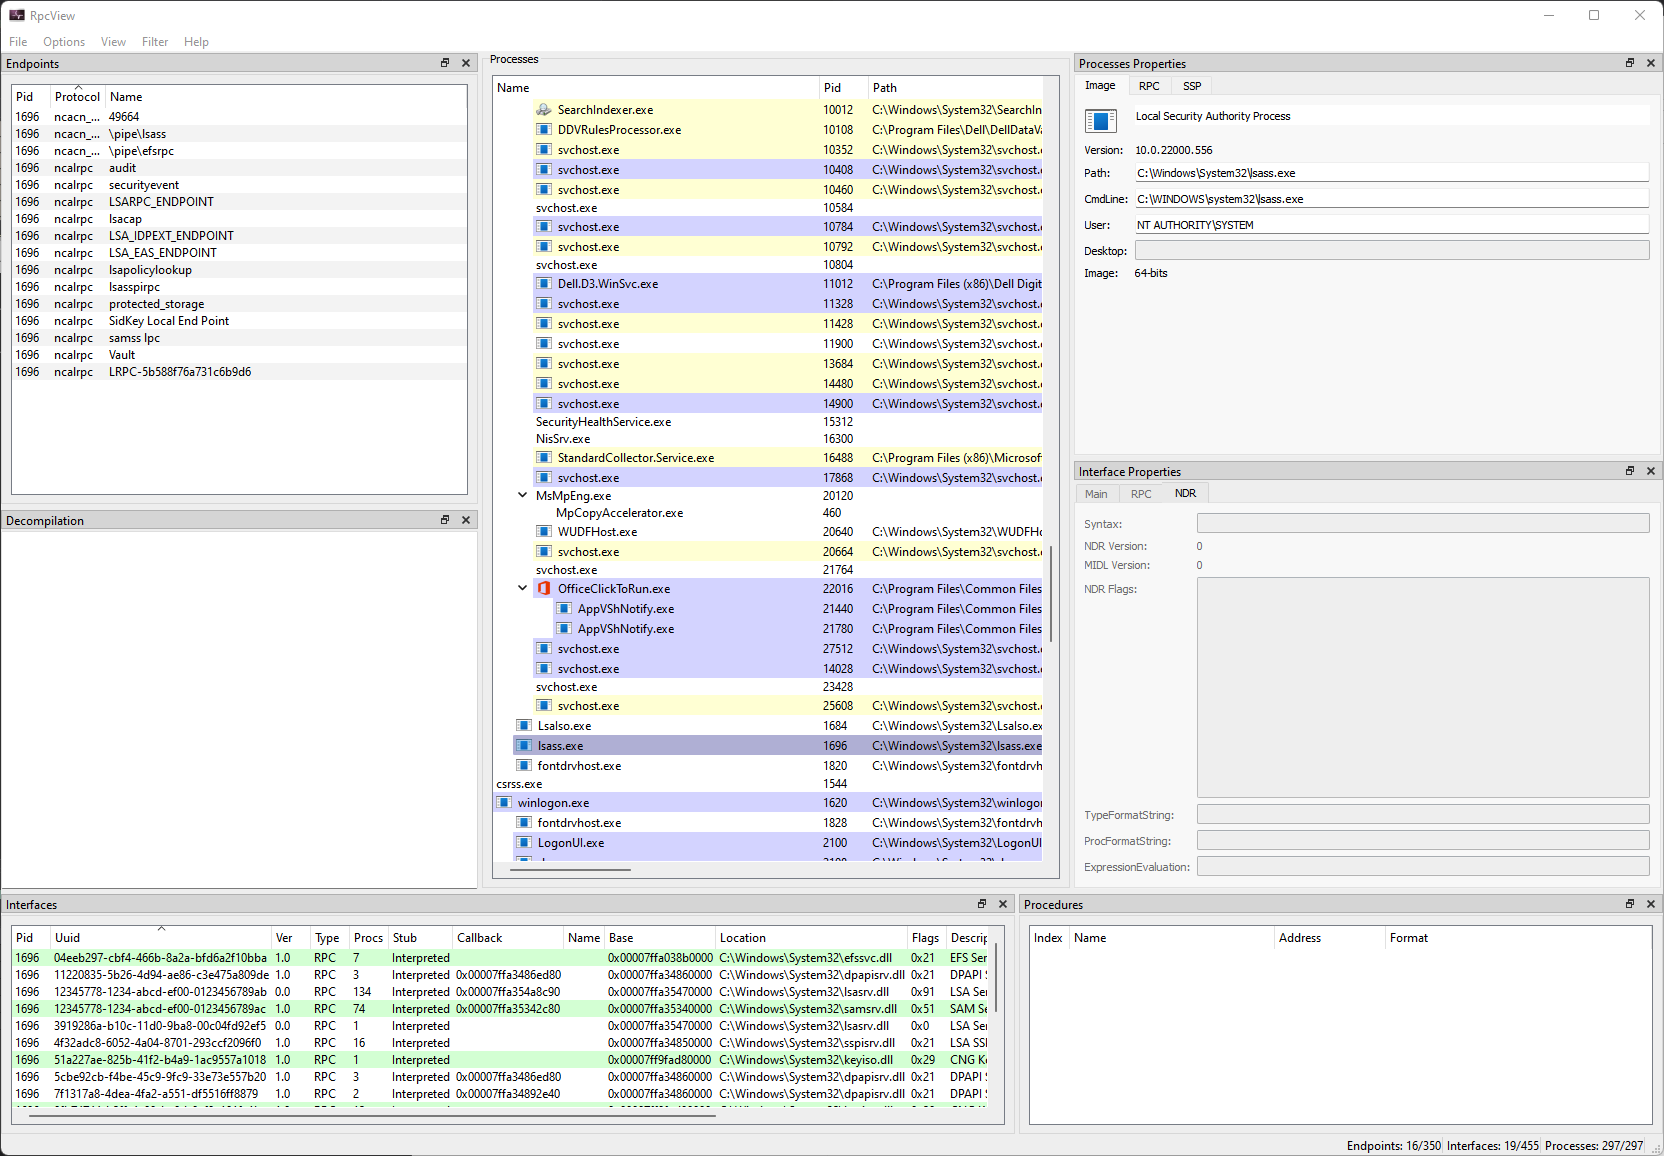 RpcView
File Options View Filter Help
Endpoints
Pid Protocol Name
1696 ncacn_... 49664
1696 ncacn_... \pipe\lsass
1696 ncacn_... \pipe\efsrpc
1696 ncalrpc audit
1696 ncalrpc securityevent
1696 ncalrpc LSARPC_ENDPOINT
1696 ncalrpc lsacap
1696 ncalrpc LSA_IDPEXT_ENDPOINT
1696 ncalrpc LSA_EAS_ENDPOINT
1696 ncalrpc lsapolicylookup
1696 ncalrpc lsasspirpc
1696 ncalrpc protected_storage
1696 ncalrpc SidKey Local End Point
1696 ncalrpc samss lpc
1696 ncalrpc Vault
1696 ncalrpc LRPC-5b588f76a731c6b9d6
Decompilation
Processes
Name Pid Path
SearchIndexer.exe 10012 C:\Windows\System32\SearchIn
DDVRulesProcessor.exe 10108 C:\Program Files\Dell\DellDataVa
svchost.exe 10352 C:\Windows\System32\svchost.
svchost.exe 10408 C:\Windows\System32\svchost.
svchost.exe 10460 C:\Windows\System32\svchost.
svchost.exe 10584
svchost.exe 10784 C:\Windows\System32\svchost.
svchost.exe 10792 C:\Windows\System32\svchost.
svchost.exe 10804
Dell.D3.WinSvc.exe 11012 C:\Program Files (x86)\Dell Digit
svchost.exe 11328 C:\Windows\System32\svchost.
svchost.exe 11428 C:\Windows\System32\svchost.
svchost.exe 11900 C:\Windows\System32\svchost.
svchost.exe 13684 C:\Windows\System32\svchost.
svchost.exe 14480 C:\Windows\System32\svchost.
svchost.exe 14900 C:\Windows\System32\svchost.
SecurityHealthService.exe 15312
NisSrv.exe 16300
StandardCollector.Service.exe 16488 C:\Program Files (x86)\Microsof
svchost.exe 17868 C:\Windows\System32\svchost.
MsMpEng.exe 20120
MpCopyAccelerator.exe 460
WUDFHost.exe 20640 C:\Windows\System32\WUDFHo
svchost.exe 20664 C:\Windows\System32\svchost.
svchost.exe 21764
OfficeClickToRun.exe 22016 C:\Program Files\Common Files
AppVShNotify.exe 21440 C:\Program Files\Common Files
AppVShNotify.exe 21780 C:\Program Files\Common Files
svchost.exe 27512 C:\Windows\System32\svchost.
svchost.exe 14028 C:\Windows\System32\svchost.
svchost.exe 23428
svchost.exe 25608 C:\Windows\System32\svchost.
LsaIso.exe 1684 C:\Windows\System32\LsaIso.ex
lsass.exe 1696 C:\Windows\System32\lsass.exe
fontdrvhost.exe 1820 C:\Windows\System32\fontdrvh
csrss.exe 1544
winlogon.exe 1620 C:\Windows\System32\winlogo
fontdrvhost.exe 1828 C:\Windows\System32\fontdrvh
LogonUI.exe 2100 C:\Windows\System32\LogonUI
Processes Properties
Image RPC SSP
Local Security Authority Process
Version: 10.0.22000.556
Path: C:\Windows\System32\lsass.exe
CmdLine: C:\WINDOWS\system32\lsass.exe
User: NT AUTHORITY\SYSTEM
Desktop:
Image: 64-bits
Interface Properties
Main RPC NDR
Syntax:
NDR Version: 0
MIDL Version: 0
NDR Flags:
TypeFormatString:
ProcFormatString:
ExpressionEvaluation:
Interfaces
Pid Uuid Ver Type Procs Stub Callback Name Base Location Flags Descrip
1696 04eeb297-cbf4-466b-8a2a-bfd6a2f10bba 1.0 RPC 7 Interpreted 0x00007ffa038b0000 C:\Windows\System32\efssvc.dll 0x21 EFS Ser
1696 11220835-5b26-4d94-ae86-c3e475a809de 1.0 RPC 3 Interpreted 0x00007ffa3486ed80 0x00007ffa34860000 C:\Windows\System32\dpapisrv.dll 0x21 DPAPI S
1696 12345778-1234-abcd-ef00-0123456789ab 0.0 RPC 134 Interpreted 0x00007ffa354a8c90 0x00007ffa35470000 C:\Windows\System32\lsasrv.dll 0x91 LSA Ser
1696 12345778-1234-abcd-ef00-0123456789ac 1.0 RPC 74 Interpreted 0x00007ffa35342c80 0x00007ffa35340000 C:\Windows\System32\samsrv.dll 0x51 SAM Se
1696 3919286a-b10c-11d0-9ba8-00c04fd92ef5 0.0 RPC 1 Interpreted 0x00007ffa35470000 C:\Windows\System32\lsasrv.dll 0x0 LSA Ser
1696 4f32adc8-6052-4a04-8701-293ccf2096f0 1.0 RPC 16 Interpreted 0x00007ffa34850000 C:\Windows\System32\sspisrv.dll 0x21 LSA SSI
1696 51a227ae-825b-41f2-b4a9-1ac9557a1018 1.0 RPC 1 Interpreted 0x00007ff9fad80000 C:\Windows\System32\keyiso.dll 0x29 CNG K
1696 5cbe92cb-f4be-45c9-9fc9-33e73e557b20 1.0 RPC 3 Interpreted 0x00007ffa3486ed80 0x00007ffa34860000 C:\Windows\System32\dpapisrv.dll 0x21 DPAPI S
1696 7f1317a8-4dea-4fa2-a551-df5516ff8879 1.0 RPC 2 Interpreted 0x00007ffa34892e40 0x00007ffa34860000 C:\Windows\System32\dpapisrv.dll 0x21 DPAPI S
Procedures
Index Name Address Format
Endpoints: 16/350 Interfaces: 19/455 Processes: 297/297